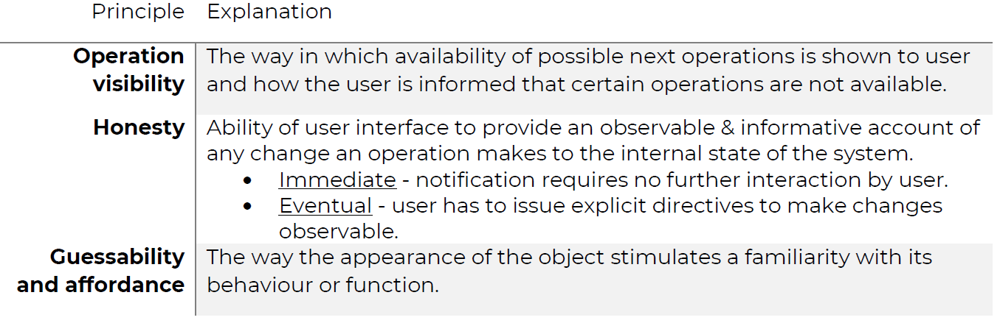 Principle Explanation
Operation visibility The way in which availability of possible next operations is shown to user
and how the user is informed that certain operations are not available.
Honesty Ability of user interface to provide an observable & informative account of
any change an operation makes to the internal state of the system.
• Immediate - notification requires no further interaction by user.
• Eventual - user has to issue explicit directives to make changes
observable.
Guessability and affordance The way the appearance of the object stimulates a familiarity with its
behaviour or function.